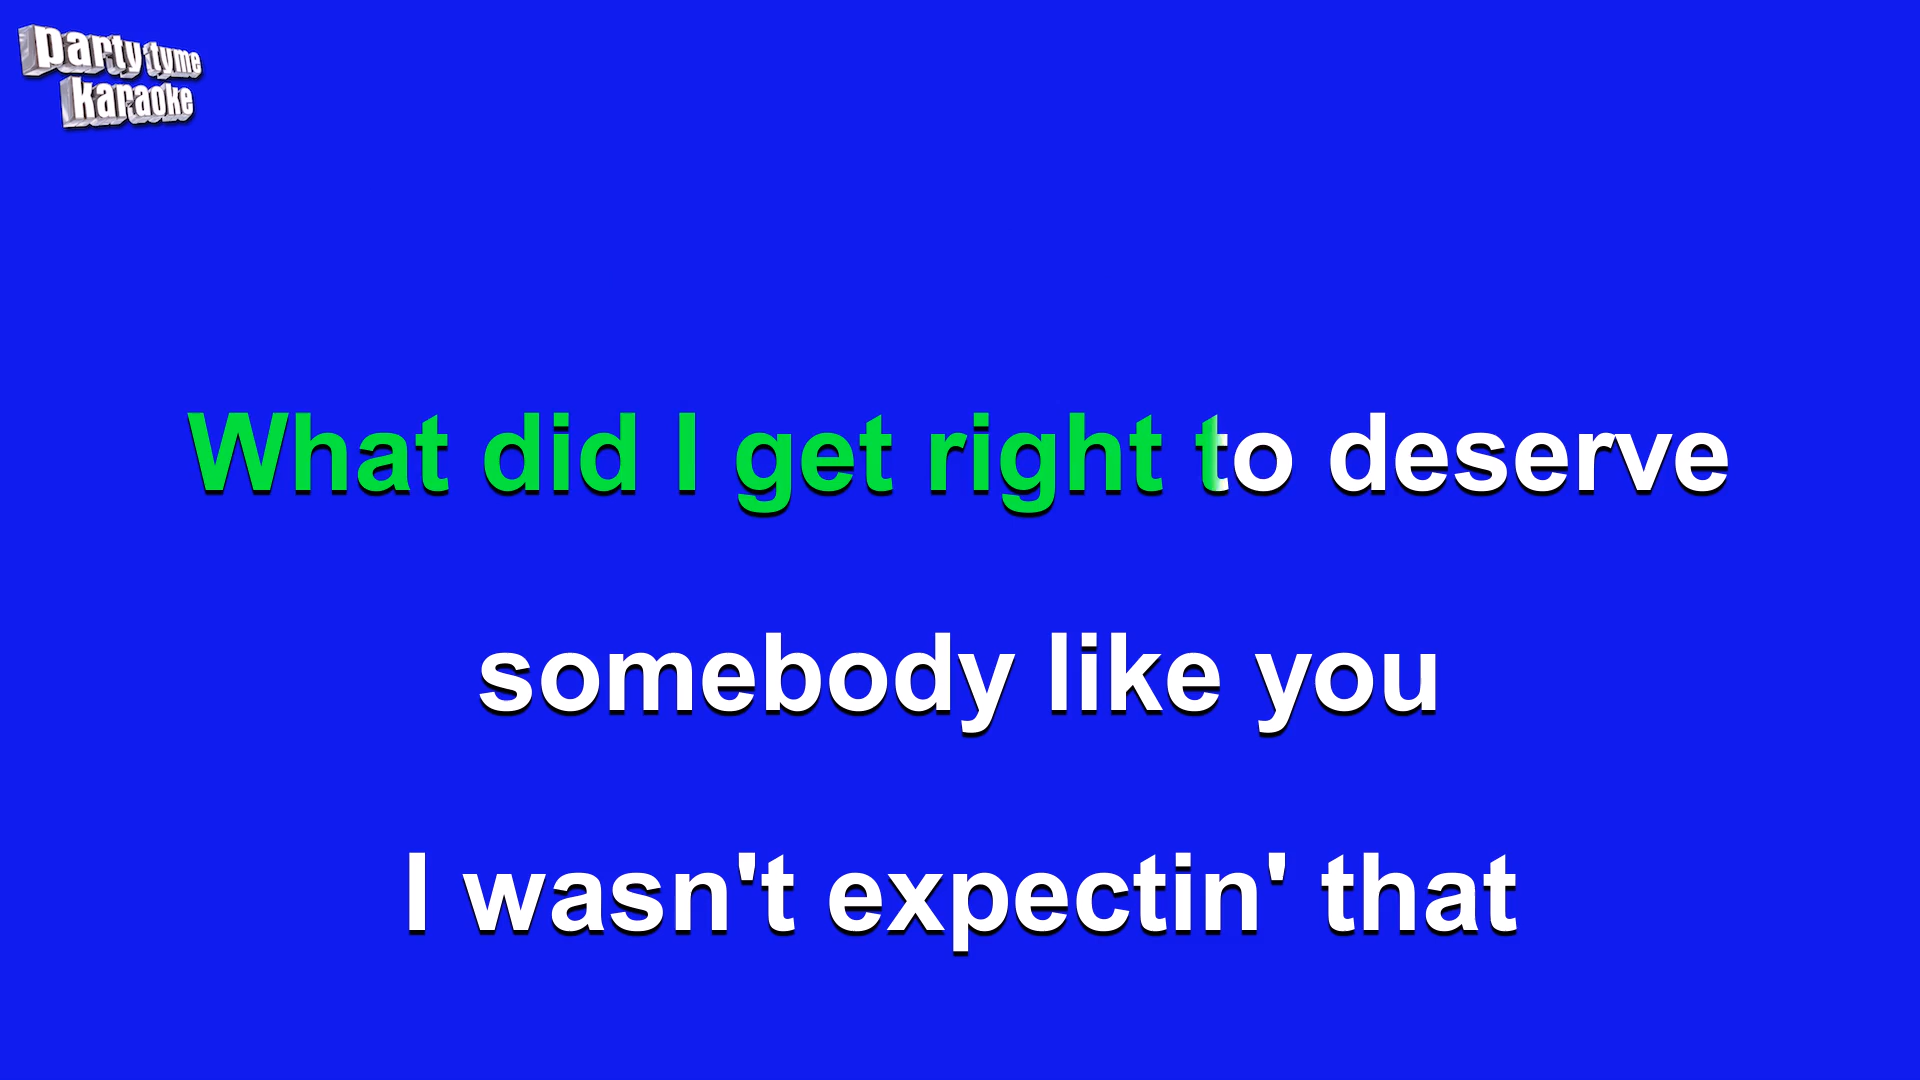 party tyme
karaoke
What did I get right to deserve
somebody like you
I wasn't expectin' that